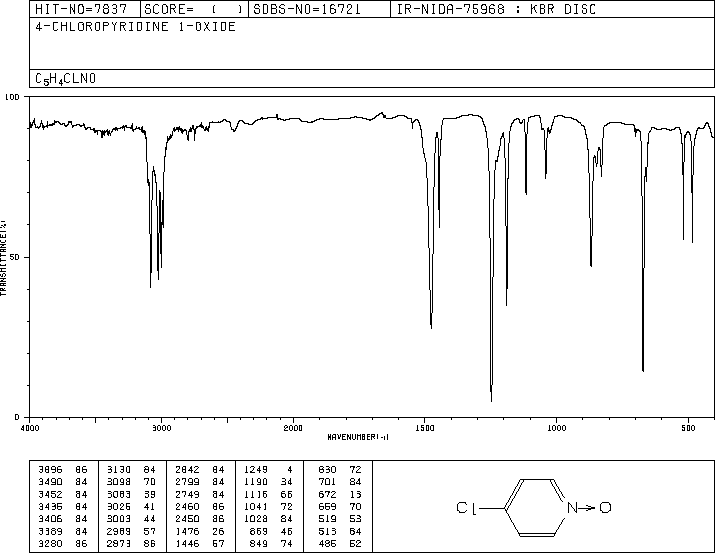 HIT-NO=7837 SCORE= ( ) SDBS-NO=16721 IR-NIDA-75968 : KBR DISC
4-CHLOROPYRIDINE 1-OXIDE
C5H4CLNO
100
50
0
TRANSMITTANCE(%)
4000 3000 2000 1500 1000 500
WAVENUMBER(-1)
3896 86 3130 84 2842 84 1249 4 830 72
3490 84 3098 70 2799 84 1190 34 701 84
3452 84 3083 39 2749 84 1116 66 672 13
3435 84 3026 41 2460 86 1041 72 659 70
3406 84 3003 44 2450 86 1028 84 519 53
3389 84 2989 57 1476 26 869 46 513 84
3280 86 2873 86 1446 57 849 74 486 52
Cl N O